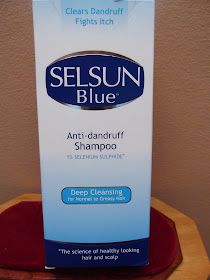 Clears Dandruff
Fights Itch
SELSUN
Blue™
Anti-dandruff
Shampoo
1% SELENIUM SULPHIDE*
Deep Cleansing
for Normal to Greasy Hair
"The science of healthy looking
hair and scalp